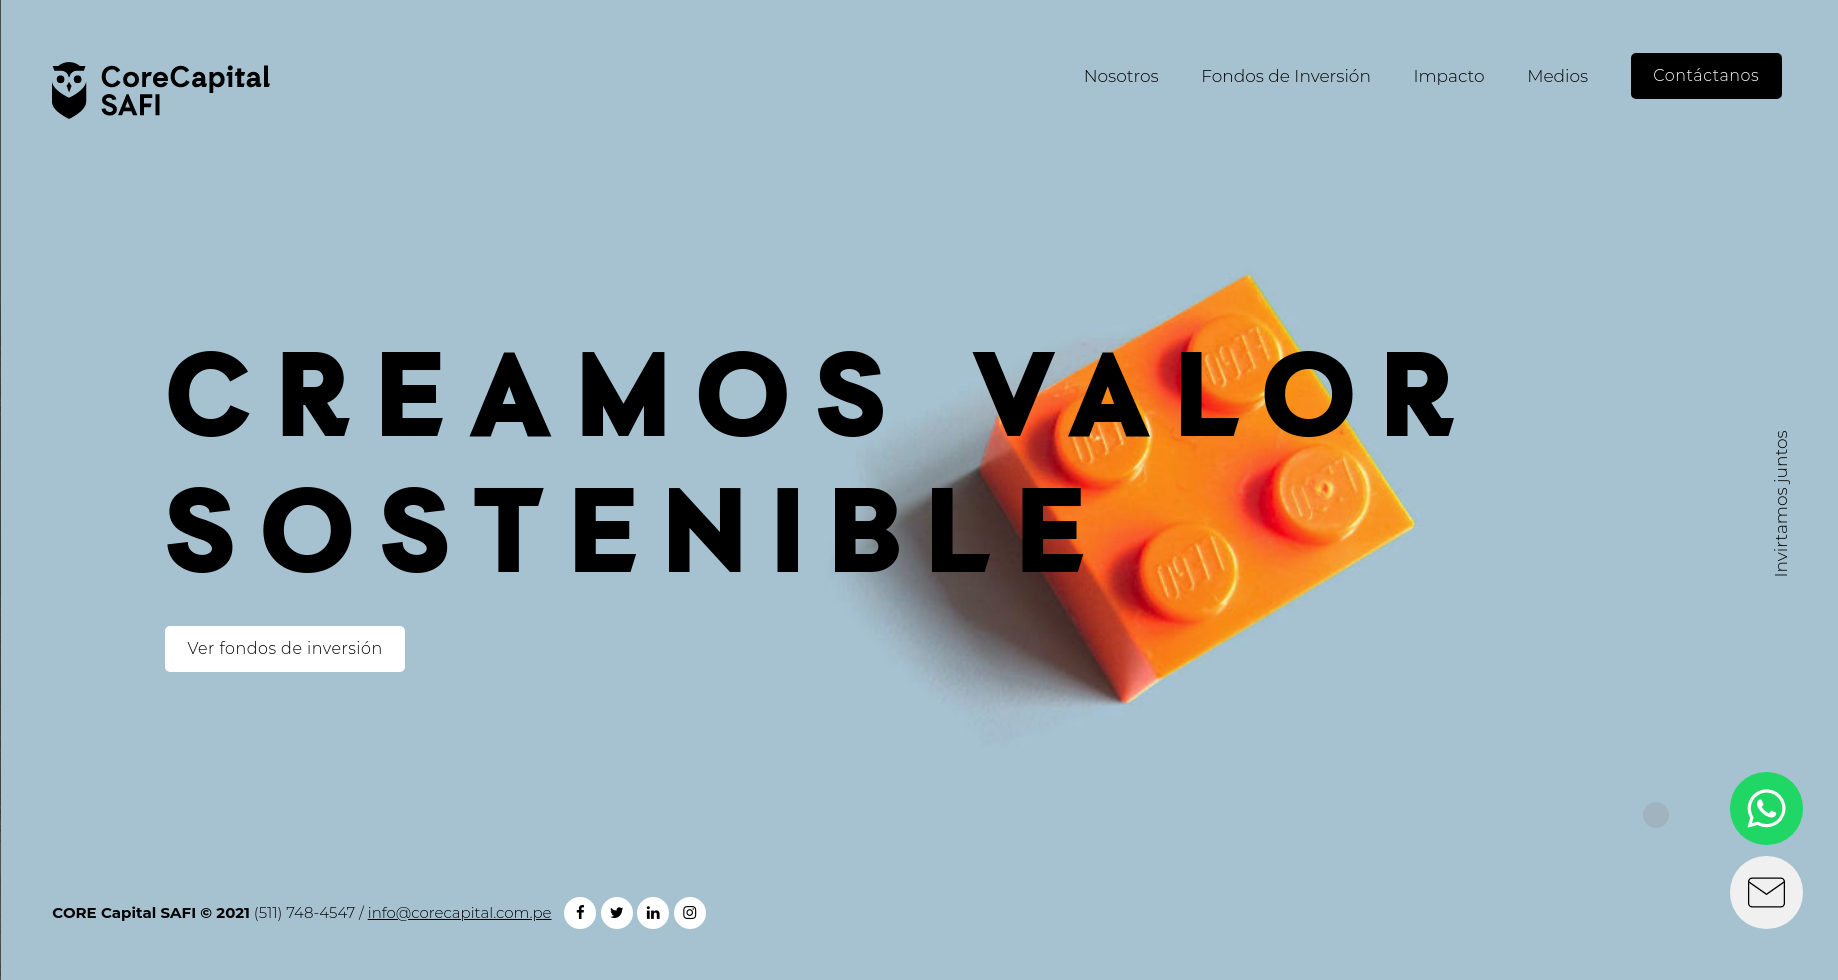 CoreCapital
SAFI
Nosotros
Fondos de Inversión
Impacto
Medios
Contáctanos
CREAMOS VALOR
SOSTENIBLE
Ver fondos de inversión
Invirtamos juntos
CORE Capital SAFI © 2021 (511) 748-4547 / info@corecapital.com.pe